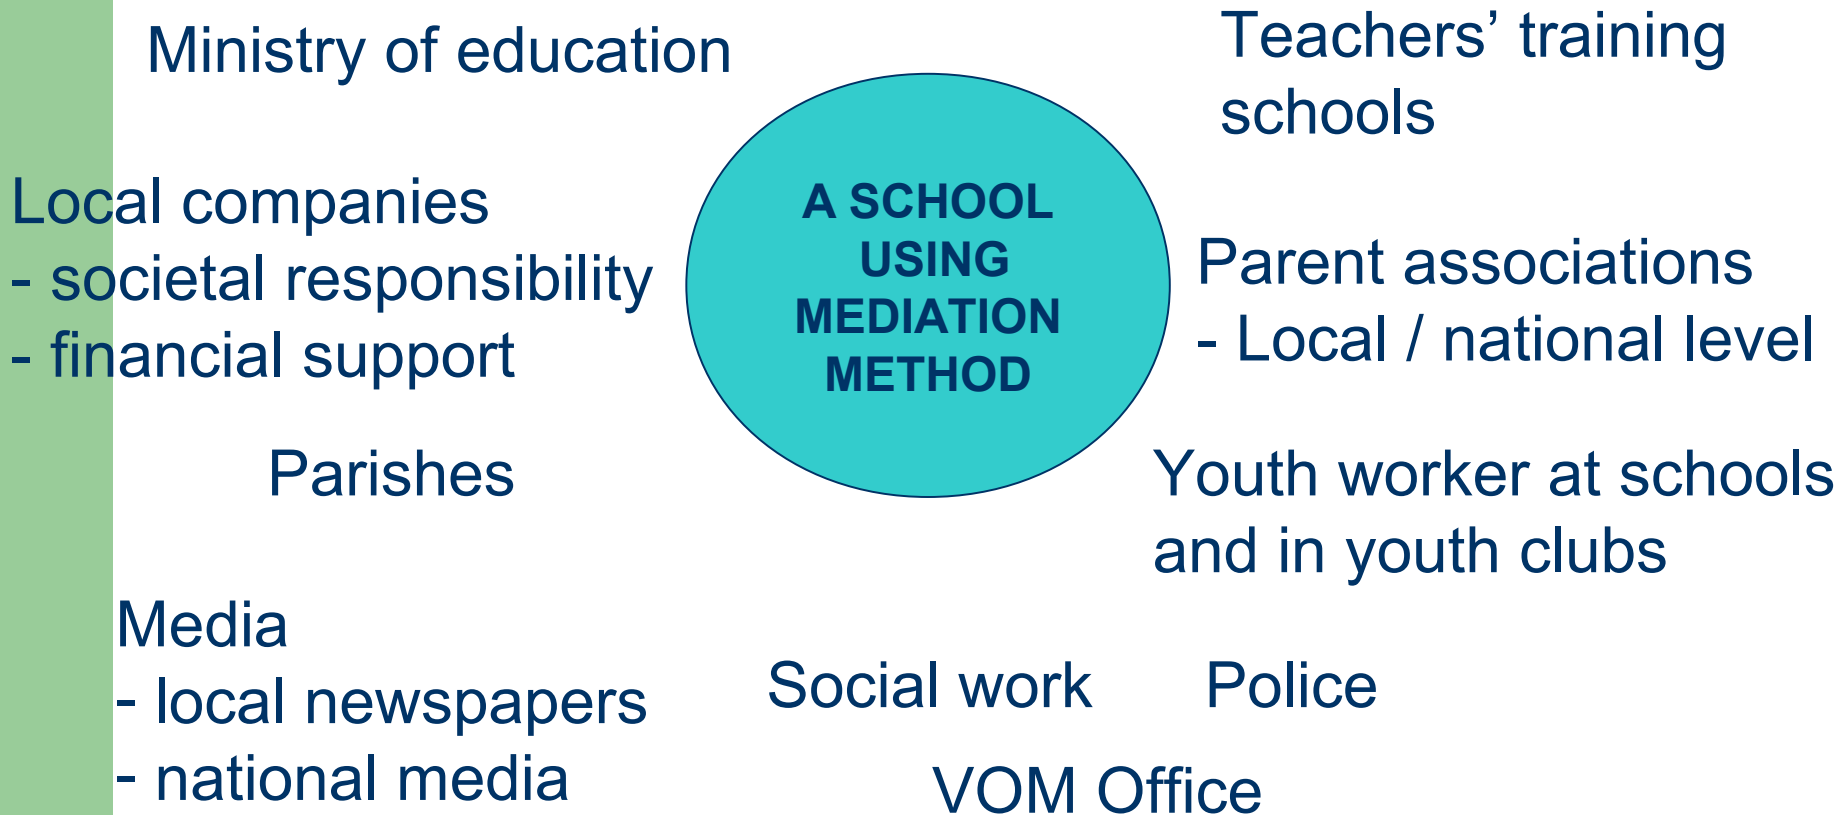 Ministry of education
Local companies
- societal responsibility
- financial support
Parishes
Media
- local newspapers
- national media
A SCHOOL
USING
MEDIATION
METHOD
Teachers’ training
schools
Parent associations
- Local / national level
Youth worker at schools
and in youth clubs
Social work
Police
VOM Office